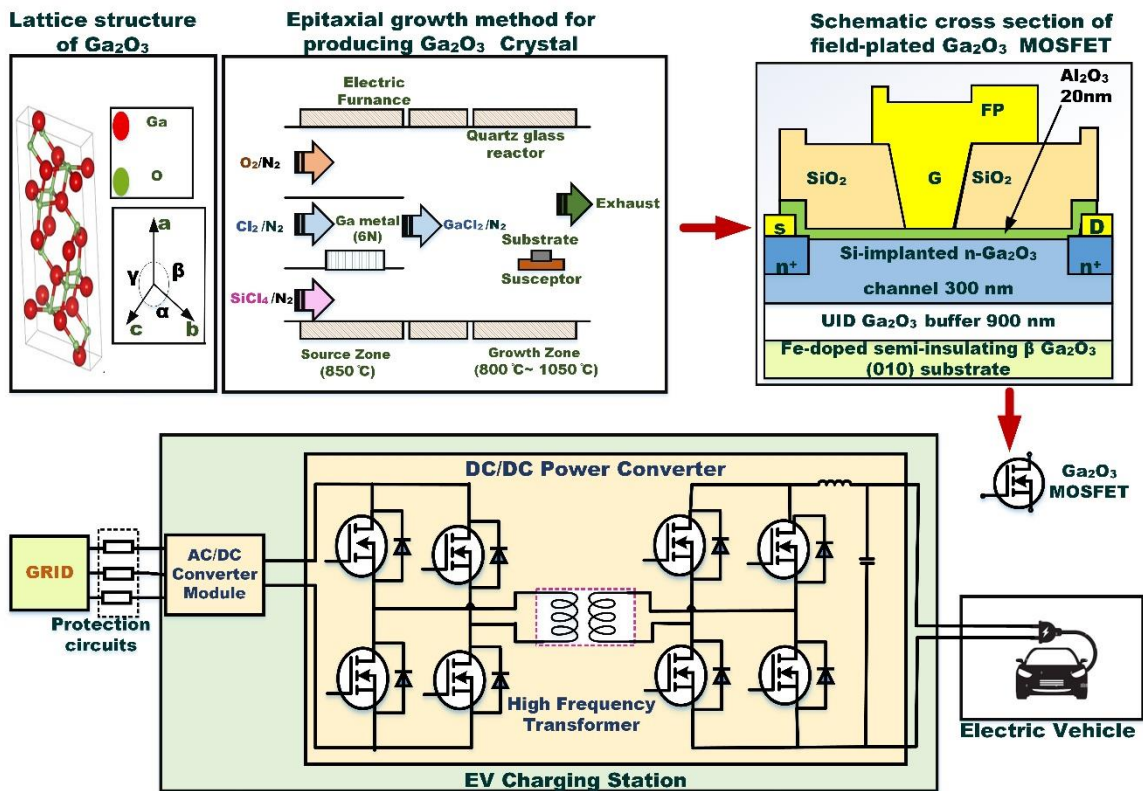 Lattice structure
of Ga₂O₃
Ga
O
a
γ
β
α
c
b
Epitaxial growth method for
producing Ga₂O₃ Crystal
Electric
Furnance
Quartz glass
reactor
O₂/N₂
Cl₂/N₂
Ga metal
(6N)
GaCl₂/N₂
Exhaust
Substrate
Susceptor
SiCl₄/N₂
Source Zone
(850℃)
Growth Zone
(800℃~ 1050℃)
Schematic cross section of
field-plated Ga₂O₃ MOSFET
Al₂O₃
20nm
FP
SiO₂
G
SiO₂
S
D
n⁺
Si-implanted n-Ga₂O₃
n⁺
channel 300 nm
UID Ga₂O₃ buffer 900 nm
Fe-doped semi-insulating β Ga₂O₃
(010) substrate
Ga₂O₃
MOSFET
DC/DC Power Converter
GRID
AC/DC
Converter
Module
Protection
circuits
High Frequency
Transformer
Electric Vehicle
EV Charging Station